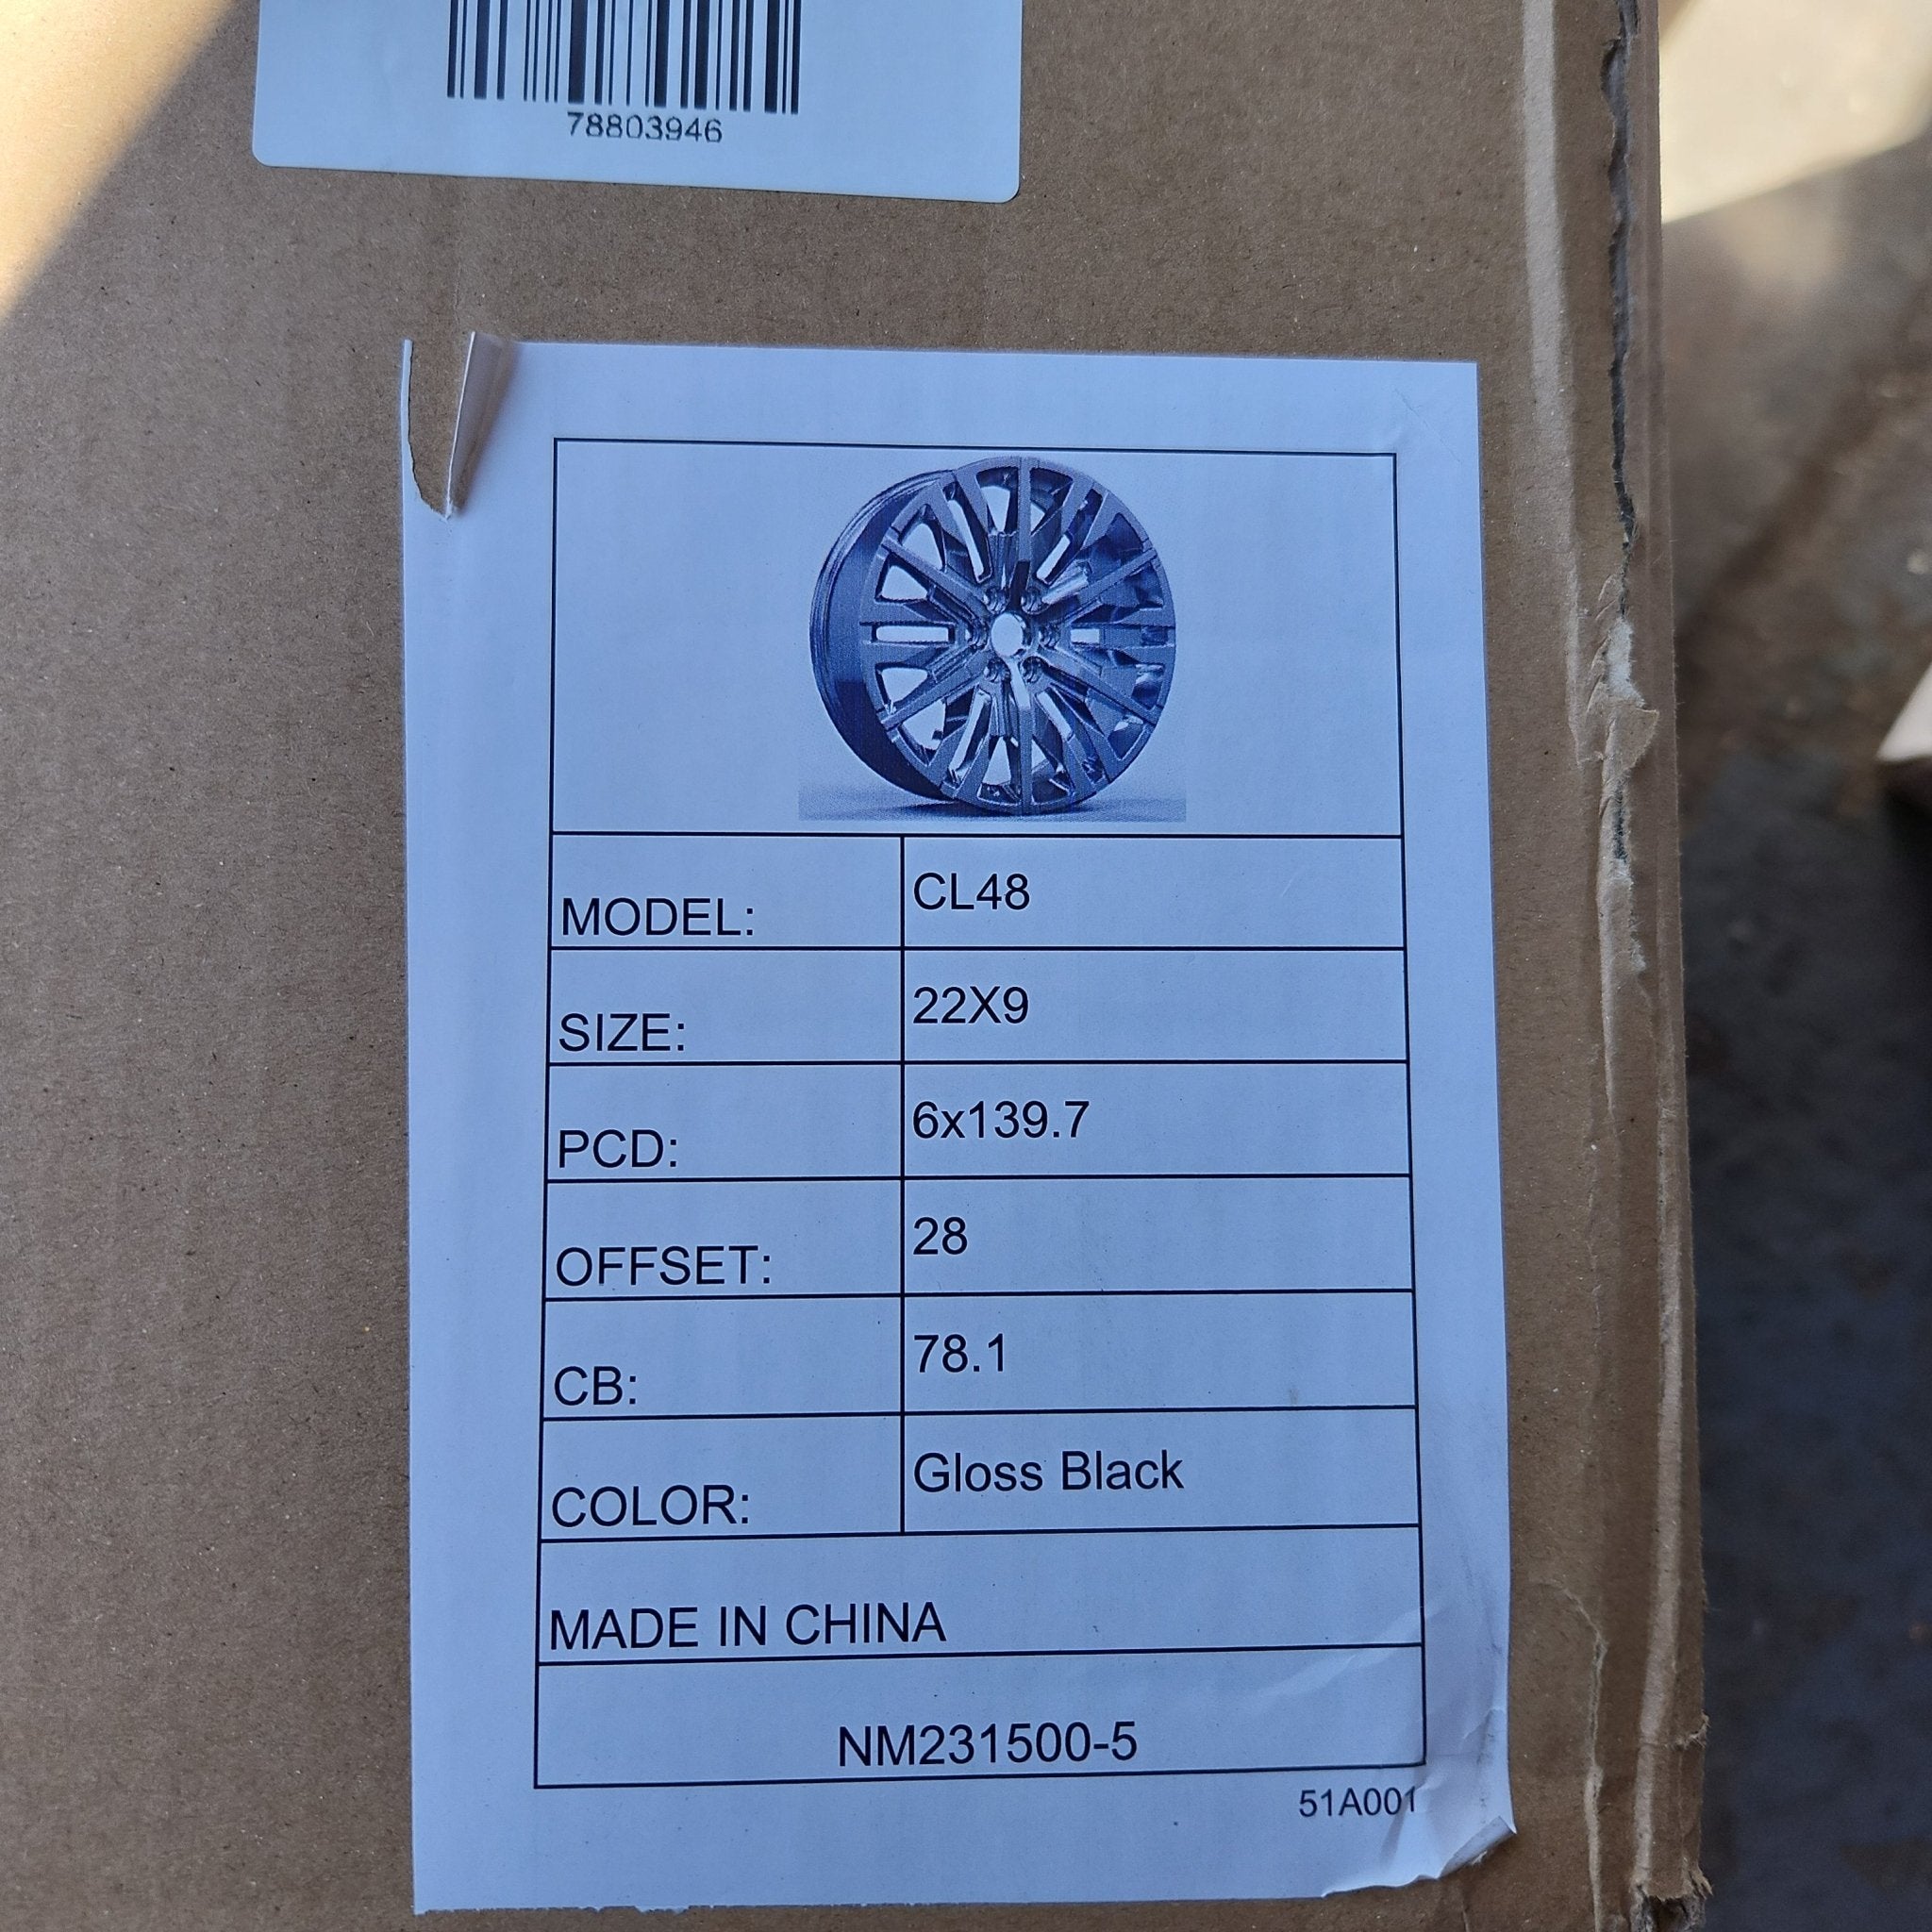 78803946
MODEL: CL48
SIZE: 22X9
PCD: 6x139.7
OFFSET: 28
CB: 78.1
COLOR: Gloss Black
MADE IN CHINA
NM231500-5
51A001